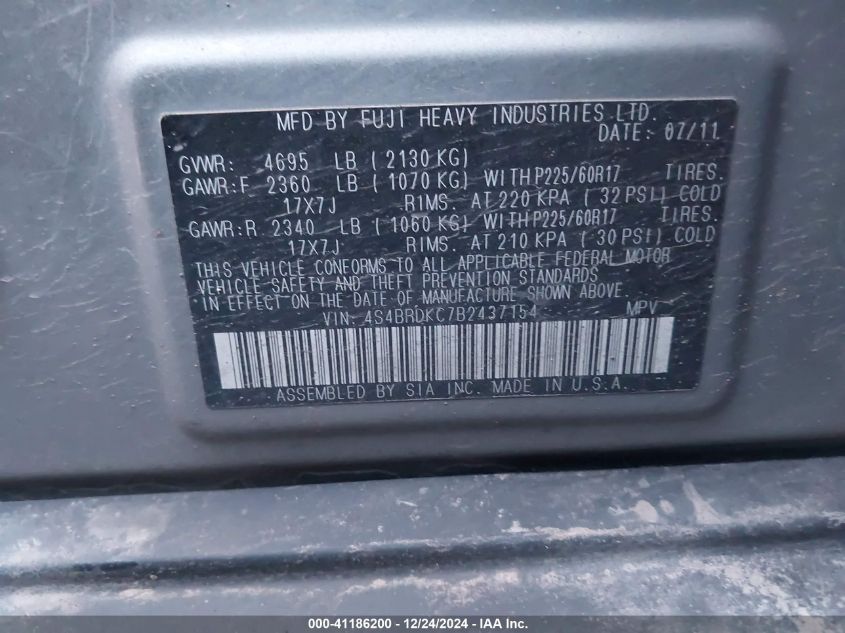 MFD BY FUJI HEAVY INDUSTRIES LTD.
DATE: 07/11
GVWR: 4695 LB ( 2130 KG)
GAWR: F 2360 LB ( 1070 KG) WITH P225/60R17 TIRES.
17X7J RIMS. AT 220 KPA ( 32 PSI) COLD
GAWR: R 2340 LB ( 1060 KG) WITH P225/60R17 TIRES.
17X7J RIMS. AT 210 KPA ( 30 PSI) COLD
THIS VEHICLE CONFORMS TO ALL APPLICABLE FEDERAL MOTOR
VEHICLE SAFETY AND THEFT PREVENTION STANDARDS
IN EFFECT ON THE DATE OF MANUFACTURE SHOWN ABOVE.
VIN: 4S4BRDKC7B2437154 MPV
ASSEMBLED BY SIA INC. MADE IN U.S.A.
000-41186200 - 12/24/2024 - IAA Inc.